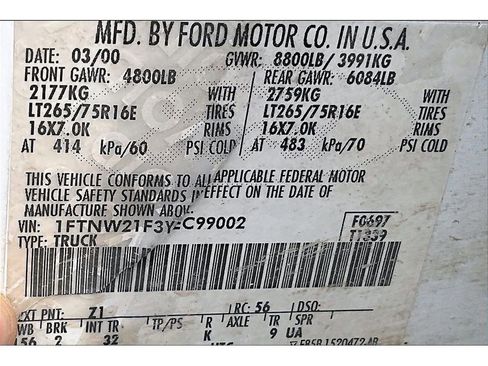 MFD. BY FORD MOTOR CO. IN U.S.A.
DATE: 03/00 GVWR: 8800LB/ 3991KG
FRONT GAWR: 4800LB REAR GAWR: 6084LB
2177KG WITH 2759KG WITH
LT265/75R16E TIRES LT265/75R16E TIRES
16X7.0K RIMS 16X7.0K RIMS
AT 414 kPa/60 PSI COLD AT 483 kPa/70 PSI COLD
THIS VEHICLE CONFORMS TO ALL APPLICABLE FEDERAL MOTOR
VEHICLE SAFETY STANDARDS IN EFFECT ON THE DATE OF
MANUFACTURE SHOWN ABOVE.
VIN: 1FTNW21F3Y C99002 F0697
TYPE: TRUCK T1339
EXT PNT: Z1 RC: 56 DSO:
WB BRK INT TR TP/PS R AXLE TR SPR
56 2 32 K 9 UA